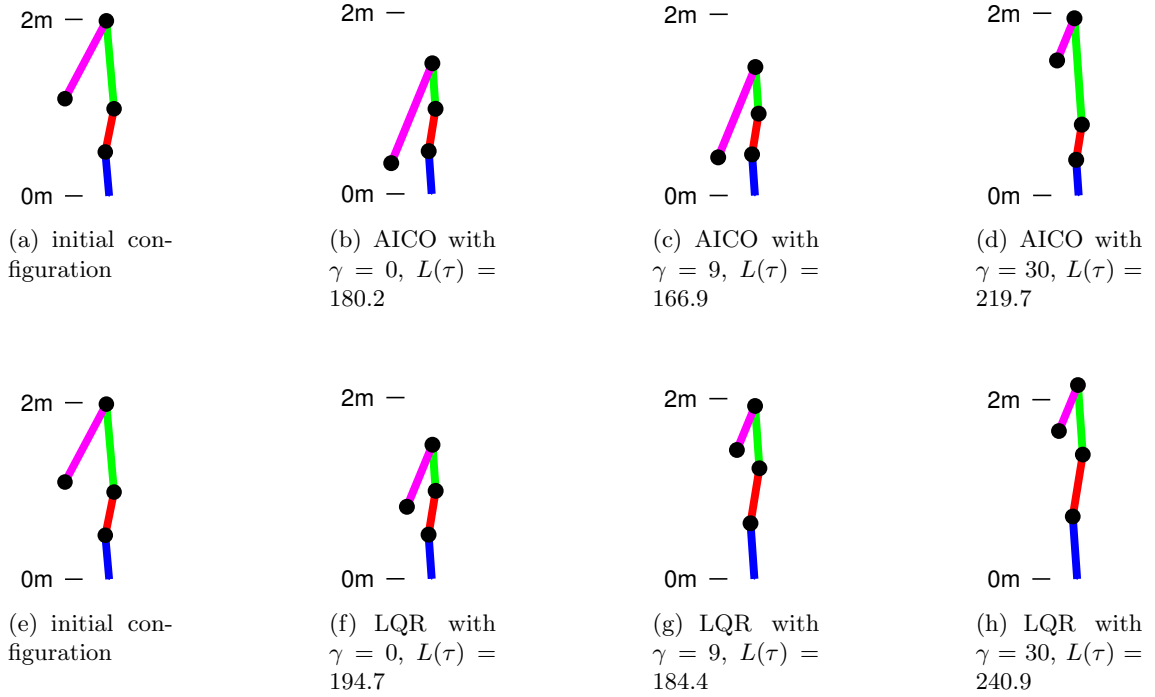 2m
0m
(a) initial con-
figuration
2m
0m
(b) AICO with
γ = 0, L(τ) =
180.2
2m
0m
(c) AICO with
γ = 9, L(τ) =
166.9
2m
0m
(d) AICO with
γ = 30, L(τ) =
219.7
2m
0m
(e) initial con-
figuration
2m
0m
(f) LQR with
γ = 0, L(τ) =
194.7
2m
0m
(g) LQR with
γ = 9, L(τ) =
184.4
2m
0m
(h) LQR with
γ = 30, L(τ) =
240.9